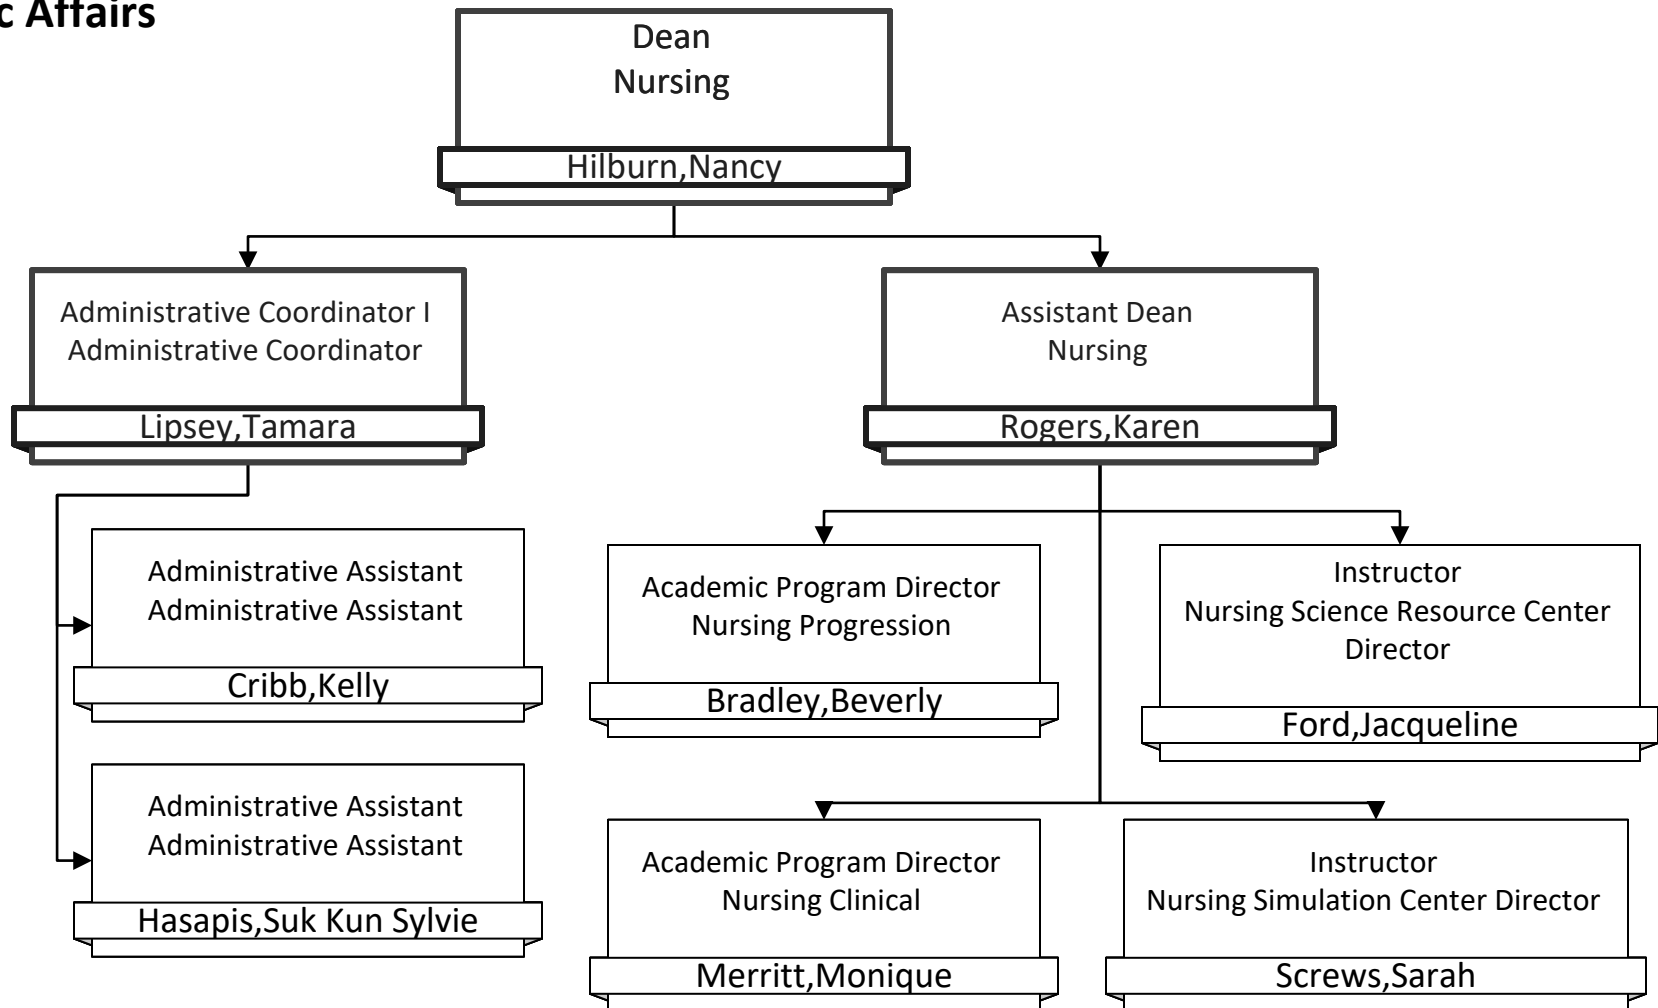 c Affairs
Dean
Nursing
Hilburn,Nancy
Administrative Coordinator I
Administrative Coordinator
Lipsey,Tamara
Assistant Dean
Nursing
Rogers,Karen
Administrative Assistant
Administrative Assistant
Cribb,Kelly
Academic Program Director
Nursing Progression
Bradley,Beverly
Instructor
Nursing Science Resource Center
Director
Ford,Jacqueline
Administrative Assistant
Administrative Assistant
Hasapis,Suk Kun Sylvie
Academic Program Director
Nursing Clinical
Merritt,Monique
Instructor
Nursing Simulation Center Director
Screws,Sarah